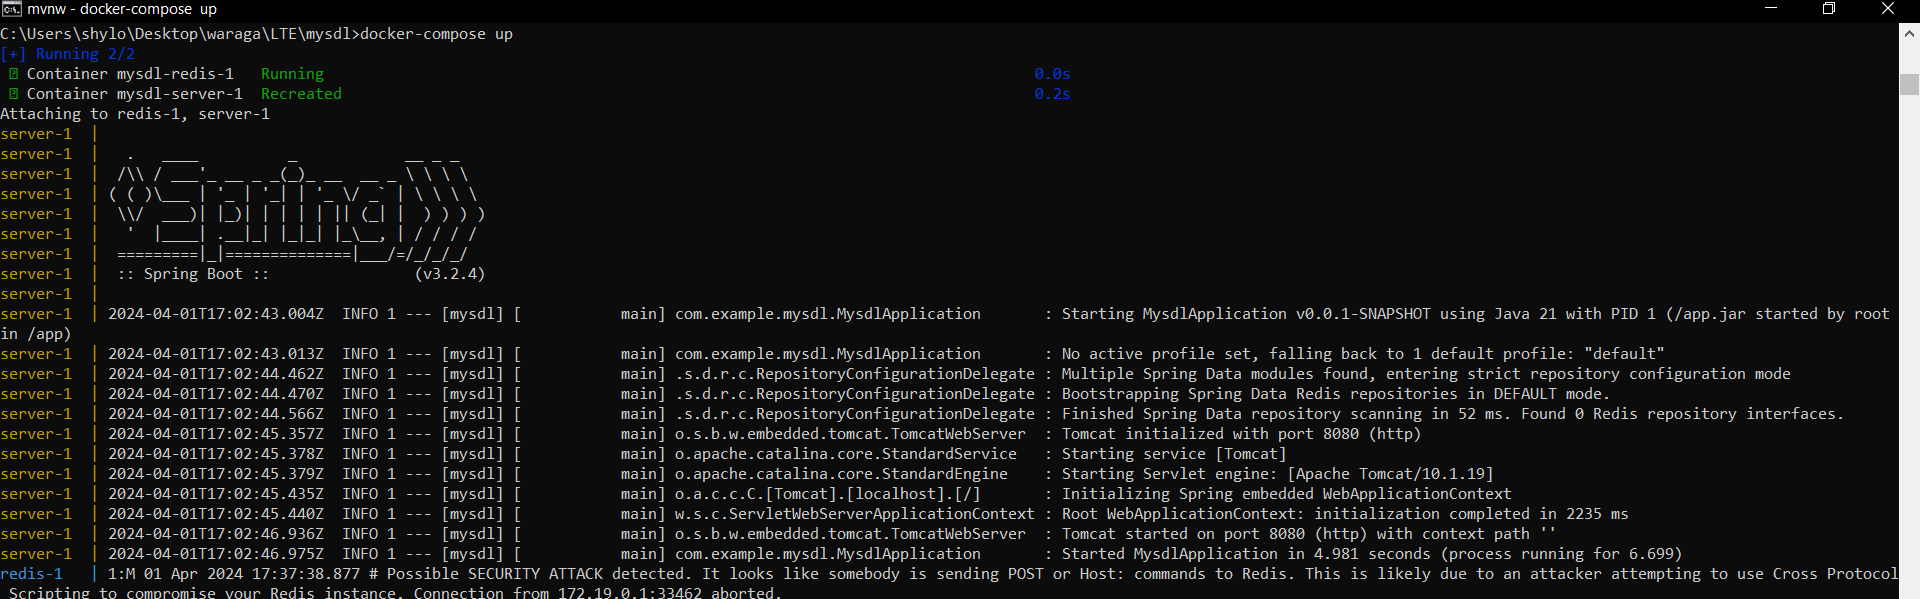 mvnw - docker-compose  up
C:\Users\shylo\Desktop\waraga\LTE\mysdl>docker-compose up
[+] Running 2/2
 Container mysdl-redis-1   Running                                                                               0.0s
 Container mysdl-server-1  Recreated                                                                             0.2s
Attaching to redis-1, server-1
server-1  |
server-1  |   .   ____          _            __ _ _
server-1  |  /\\ / ___'_ __ _ _(_)_ __  __ _ \ \ \ \
server-1  | ( ( )\___ | '_ | '_| | '_ \/ _` | \ \ \ \
server-1  |  \\/  ___)| |_)| | | | | || (_| |  ) ) ) )
server-1  |   '  |____| .__|_| |_|_| |_\__, | / / / /
server-1  |  =========|_|==============|___/=/_/_/_/
server-1  |  :: Spring Boot ::                (v3.2.4)
server-1  |
server-1  | 2024-04-01T17:02:43.004Z  INFO 1 --- [mysdl] [           main] com.example.mysdl.MysdlApplication       : Starting MysdlApplication v0.0.1-SNAPSHOT using Java 21 with PID 1 (/app.jar started by root
in /app)
server-1  | 2024-04-01T17:02:43.013Z  INFO 1 --- [mysdl] [           main] com.example.mysdl.MysdlApplication       : No active profile set, falling back to 1 default profile: "default"
server-1  | 2024-04-01T17:02:44.462Z  INFO 1 --- [mysdl] [           main] .s.d.r.c.RepositoryConfigurationDelegate : Multiple Spring Data modules found, entering strict repository configuration mode
server-1  | 2024-04-01T17:02:44.470Z  INFO 1 --- [mysdl] [           main] .s.d.r.c.RepositoryConfigurationDelegate : Bootstrapping Spring Data Redis repositories in DEFAULT mode.
server-1  | 2024-04-01T17:02:44.566Z  INFO 1 --- [mysdl] [           main] .s.d.r.c.RepositoryConfigurationDelegate : Finished Spring Data repository scanning in 52 ms. Found 0 Redis repository interfaces.
server-1  | 2024-04-01T17:02:45.357Z  INFO 1 --- [mysdl] [           main] o.s.b.w.embedded.tomcat.TomcatWebServer  : Tomcat initialized with port 8080 (http)
server-1  | 2024-04-01T17:02:45.378Z  INFO 1 --- [mysdl] [           main] o.apache.catalina.core.StandardService   : Starting service [Tomcat]
server-1  | 2024-04-01T17:02:45.379Z  INFO 1 --- [mysdl] [           main] o.apache.catalina.core.StandardEngine    : Starting Servlet engine: [Apache Tomcat/10.1.19]
server-1  | 2024-04-01T17:02:45.435Z  INFO 1 --- [mysdl] [           main] o.a.c.c.C.[Tomcat].[localhost].[/]       : Initializing Spring embedded WebApplicationContext
server-1  | 2024-04-01T17:02:45.440Z  INFO 1 --- [mysdl] [           main] w.s.c.ServletWebServerApplicationContext : Root WebApplicationContext: initialization completed in 2235 ms
server-1  | 2024-04-01T17:02:46.936Z  INFO 1 --- [mysdl] [           main] o.s.b.w.embedded.tomcat.TomcatWebServer  : Tomcat started on port 8080 (http) with context path ''
server-1  | 2024-04-01T17:02:46.975Z  INFO 1 --- [mysdl] [           main] com.example.mysdl.MysdlApplication       : Started MysdlApplication in 4.981 seconds (process running for 6.699)
redis-1   | 1:M 01 Apr 2024 17:37:38.877 # Possible SECURITY ATTACK detected. It looks like somebody is sending POST or Host: commands to Redis. This is likely due to an attacker attempting to use Cross Protocol
 Scripting to compromise your Redis instance. Connection from 172.19.0.1:33462 aborted.